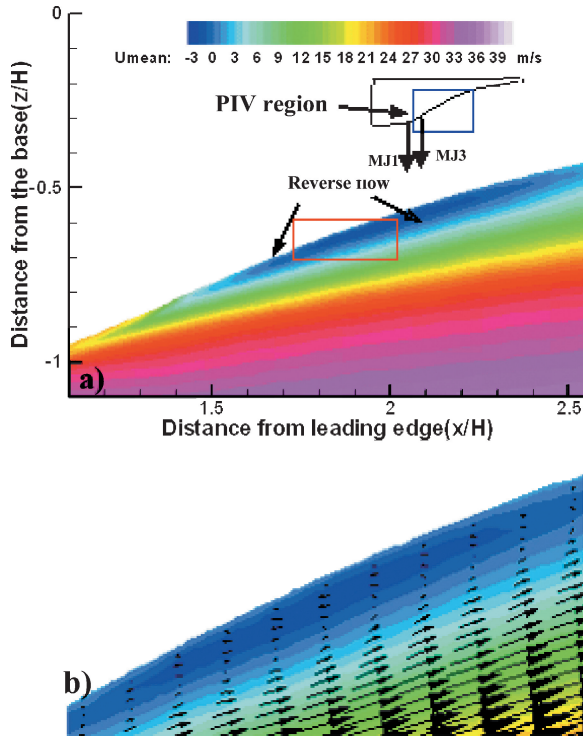 0
Umean: -3 0 3 6 9 12 15 18 21 24 27 30 33 36 39 m/s
PIV region
MJ1 MJ3
Distance from the base(z/H)
-0.5
Reverse flow
-1
a)
1.5 2 2.5
Distance from leading edge(x/H)
b)